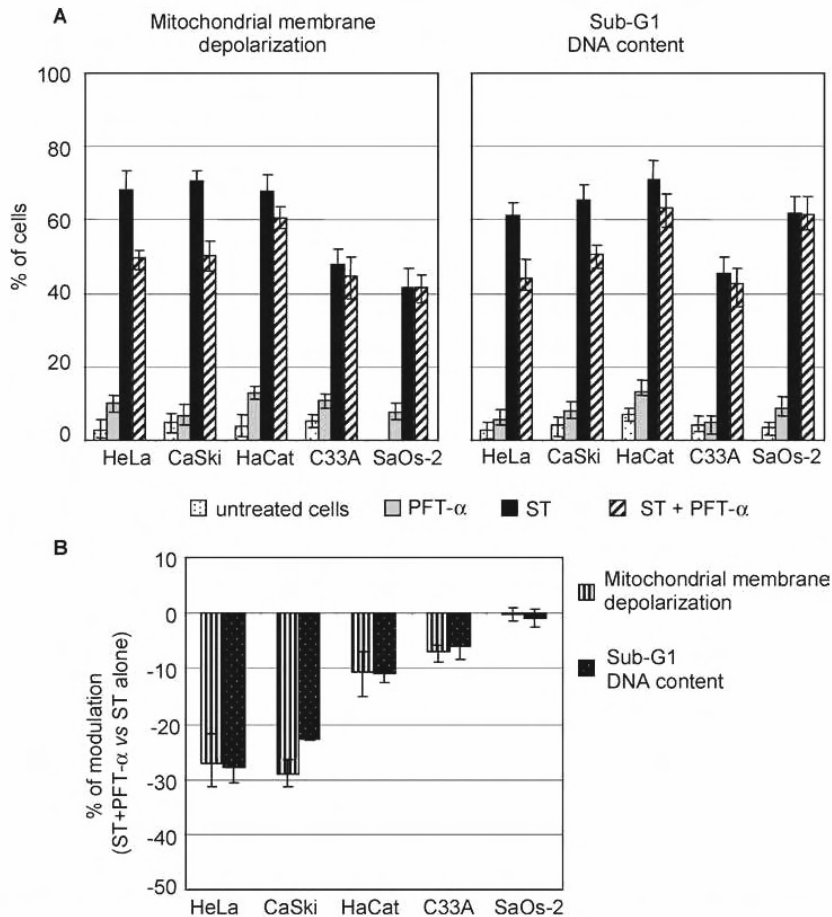 A
Mitochondrial membrane
depolarization
Sub-G1
DNA content
% of cells
100
80
60
40
20
0
HeLa CaSki HaCat C33A SaOs-2
HeLa CaSki HaCat C33A SaOs-2
untreated cells PFT-α ST ST + PFT-α
B
% of modulation
(ST+PFT-α vs ST alone)
10
0
-10
-20
-30
-40
-50
HeLa CaSki HaCat C33A SaOs-2
Mitochondrial membrane
depolarization
Sub-G1
DNA content